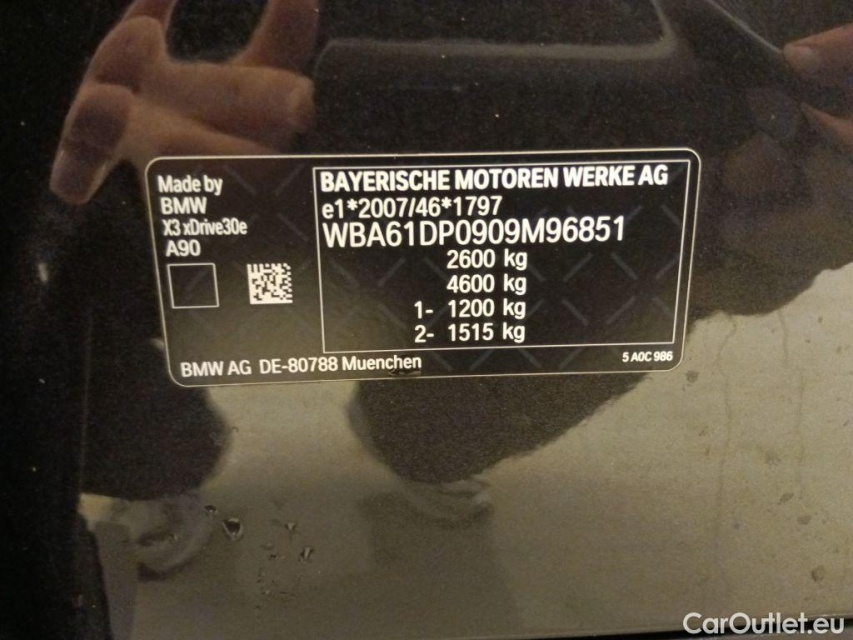 Made by
BMW
X3 xDrive30e
A90
BAYERISCHE MOTOREN WERKE AG
e1*2007/46*1797
WBA61DP0909M96851
2600 kg
4600 kg
1- 1200 kg
2- 1515 kg
BMW AG DE-80788 Muenchen
5 A0C 986
CarOutlet.eu